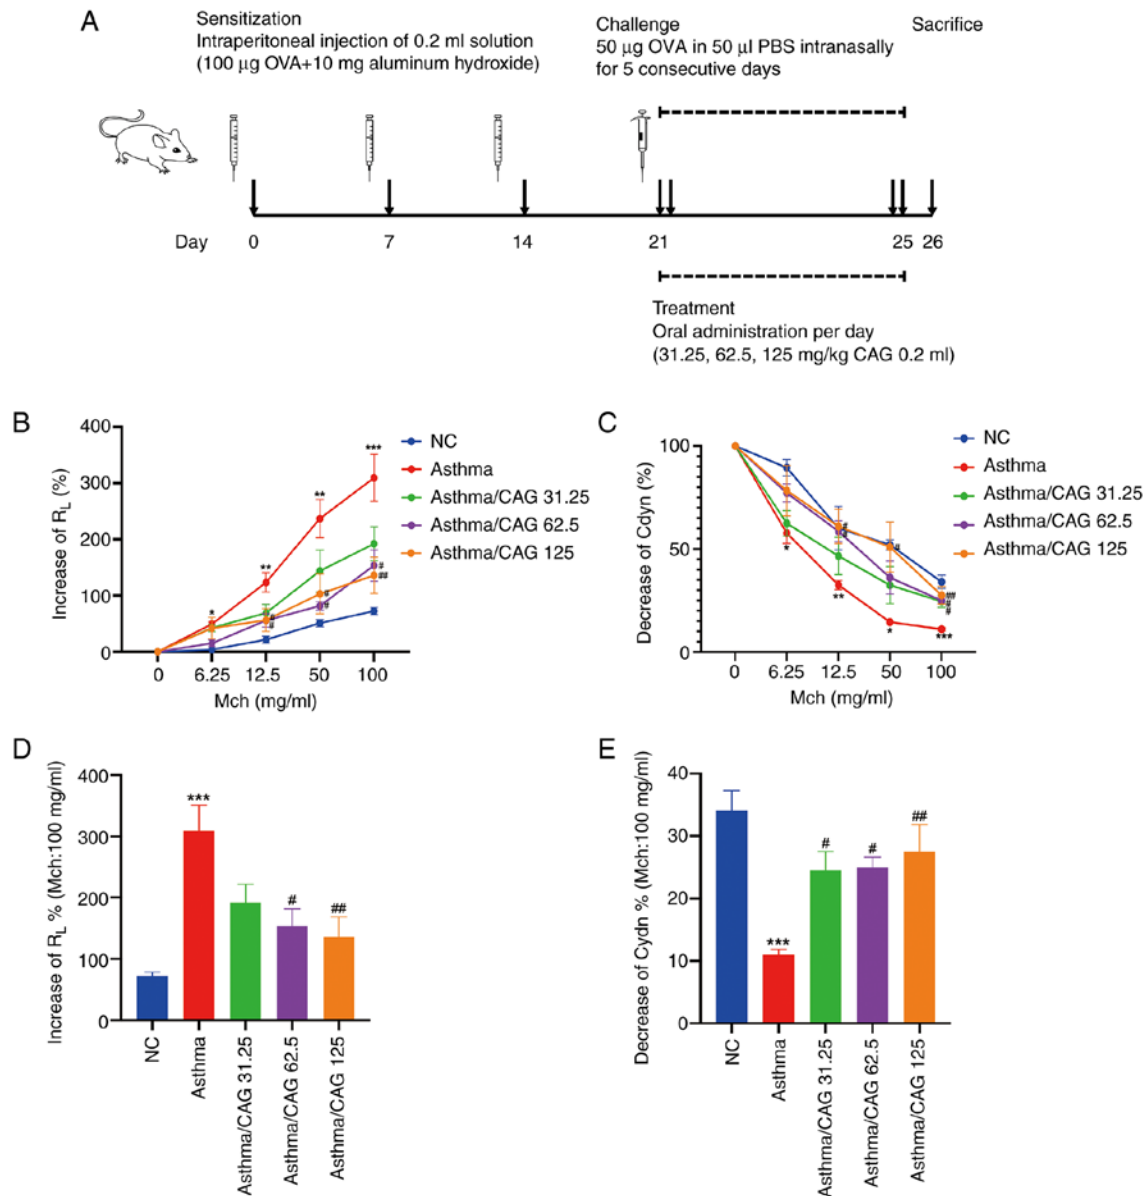 A
Sensitization
Intraperitoneal injection of 0.2 ml solution
(100 μg OVA+10 mg aluminum hydroxide)
Challenge
50 μg OVA in 50 μl PBS intranasally
for 5 consecutive days
Sacrifice
Day 0 7 14 21 25 26
Treatment
Oral administration per day
(31.25, 62.5, 125 mg/kg CAG 0.2 ml)
B
Increase of RL (%)
400
300
200
100
0
0 6.25 12.5 50 100
Mch (mg/ml)
* ** ** ***
# # # # # ##
NC
Asthma
Asthma/CAG 31.25
Asthma/CAG 62.5
Asthma/CAG 125
C
Decrease of Cdyn (%)
100
50
0
0 6.25 12.5 50 100
Mch (mg/ml)
* ** * ***
# # # ## # #
NC
Asthma
Asthma/CAG 31.25
Asthma/CAG 62.5
Asthma/CAG 125
D
Increase of RL % (Mch:100 mg/ml)
400
300
200
100
0
*** # ##
NC
Asthma
Asthma/CAG 31.25
Asthma/CAG 62.5
Asthma/CAG 125
E
Decrease of Cydn % (Mch:100 mg/ml)
40
30
20
10
0
*** # # ##
NC
Asthma
Asthma/CAG 31.25
Asthma/CAG 62.5
Asthma/CAG 125